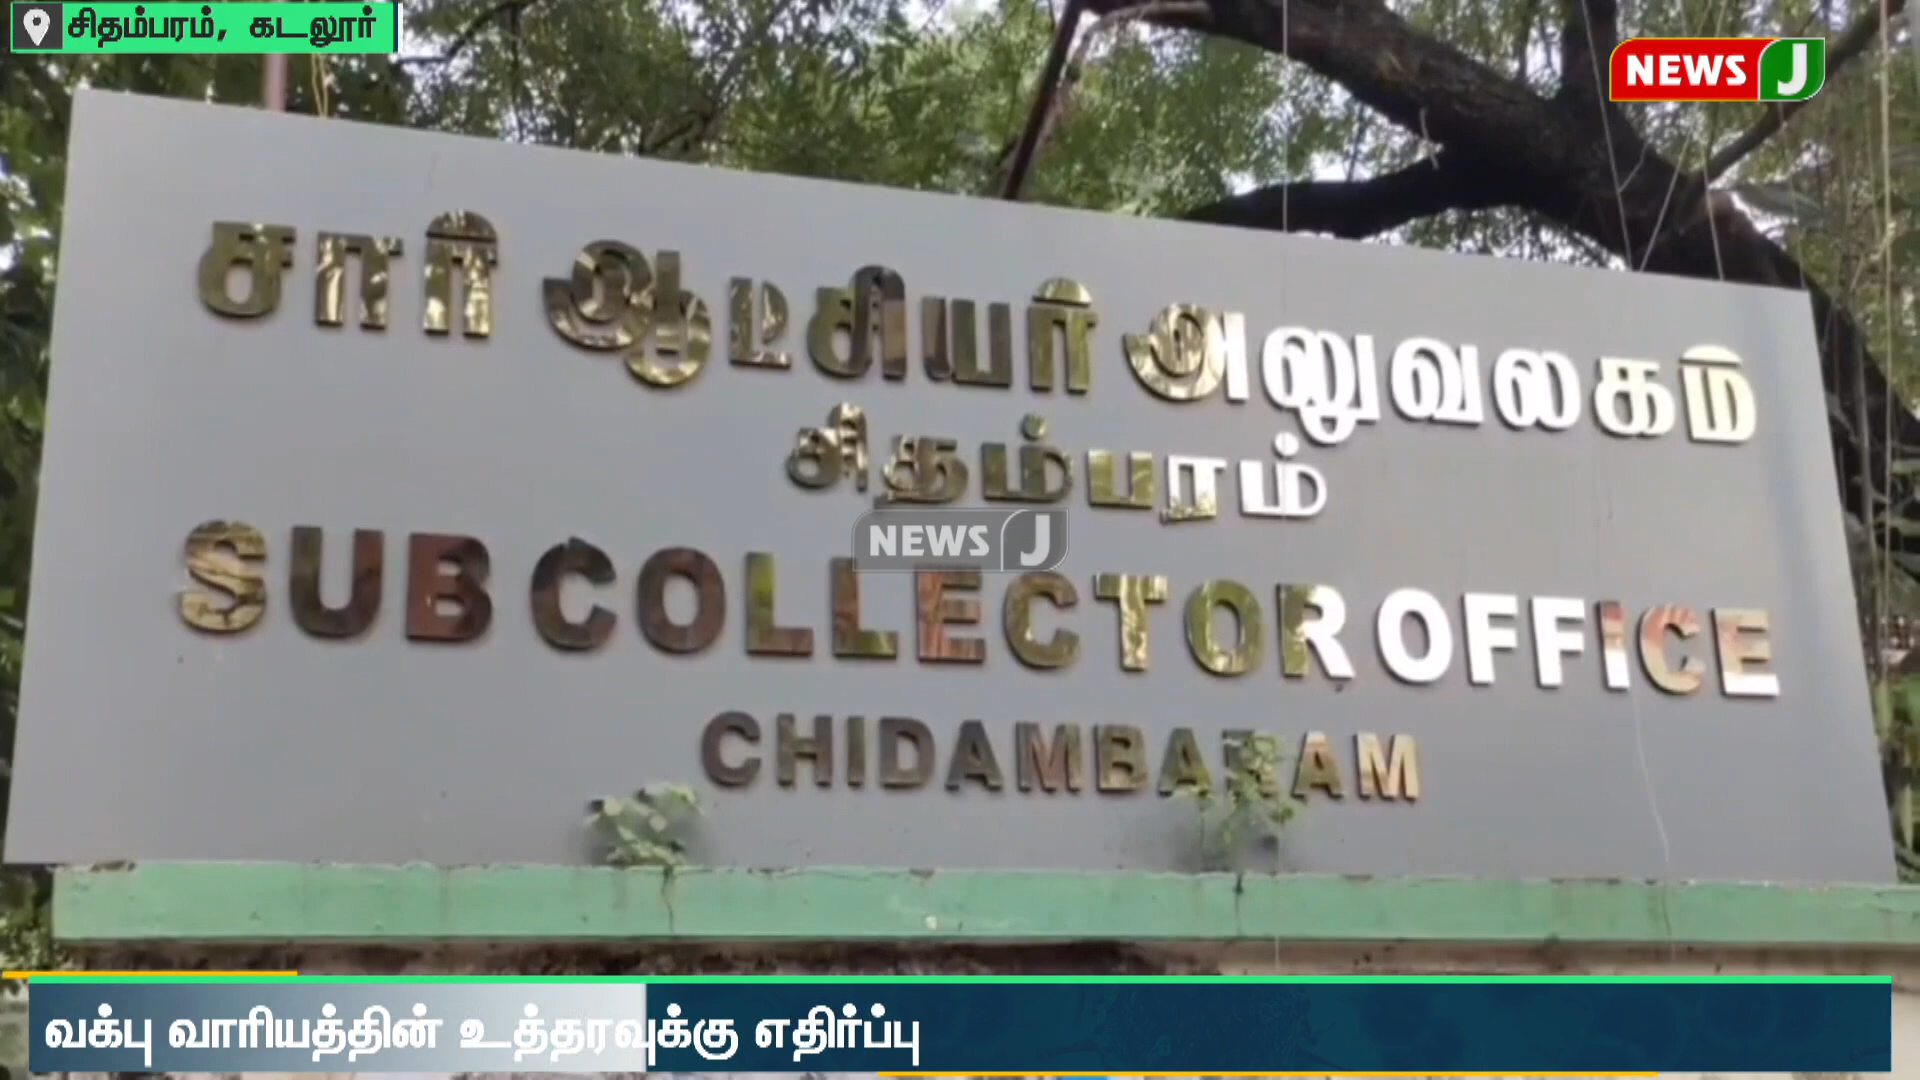 சிதம்பரம், கடலூர்
NEWS J
சார் ஆட்சியர் அலுவலகம்
சிதம்பரம்
NEWS J
SUB COLLECTOR OFFICE
CHIDAMBARAM
வக்பு வாரியத்தின் உத்தரவுக்கு எதிர்ப்பு